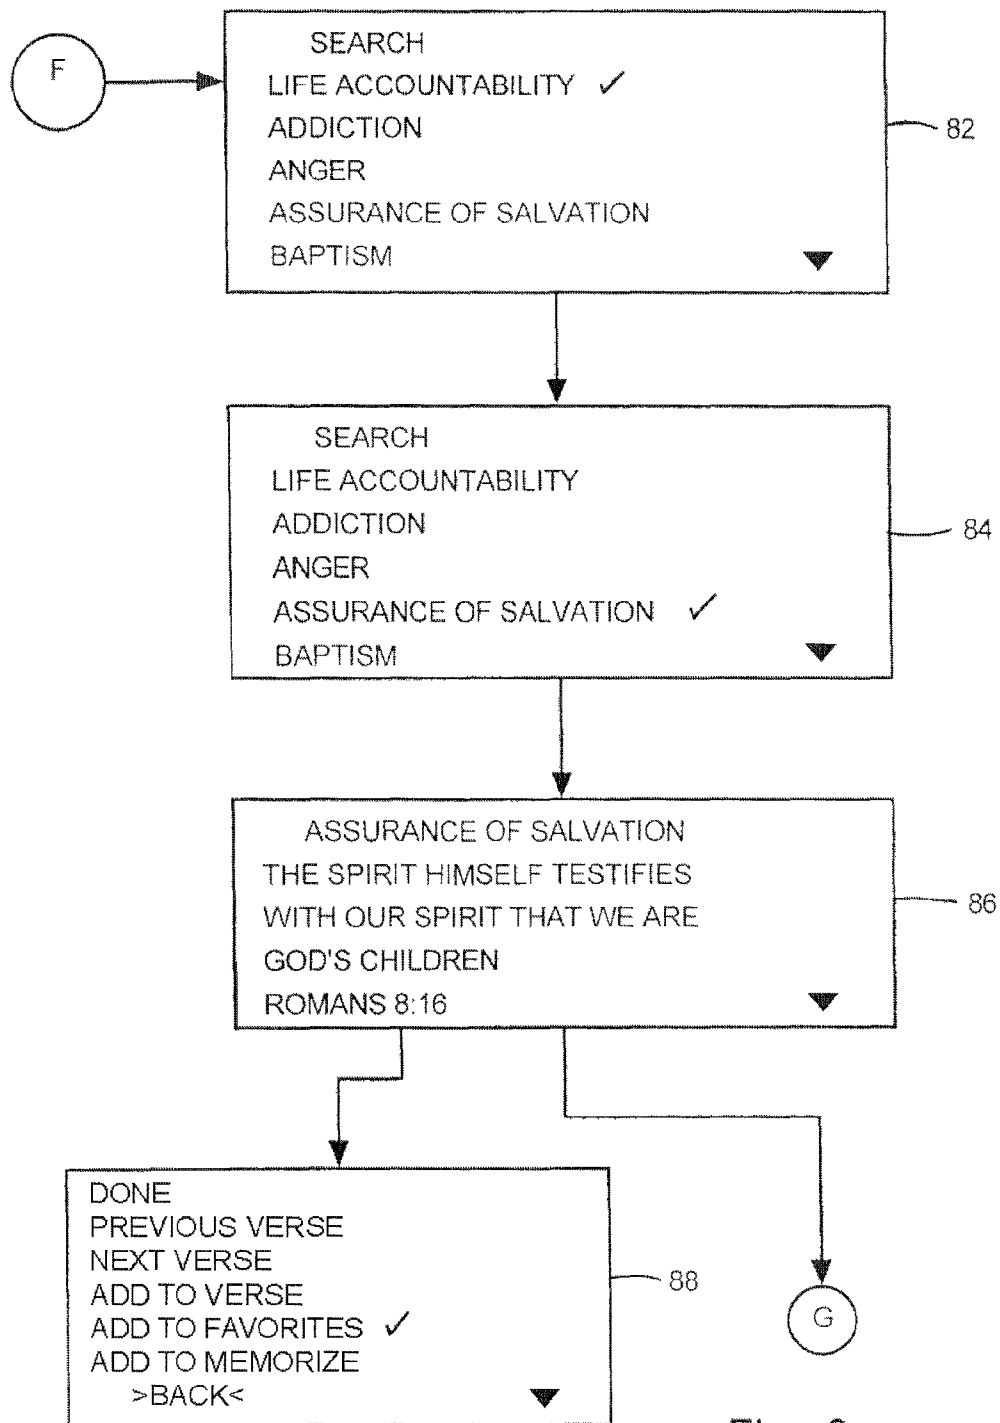 F
SEARCH
LIFE ACCOUNTABILITY ✓
ADDICTION
ANGER
ASSURANCE OF SALVATION
BAPTISM
82
SEARCH
LIFE ACCOUNTABILITY
ADDICTION
ANGER
ASSURANCE OF SALVATION ✓
BAPTISM
84
ASSURANCE OF SALVATION
THE SPIRIT HIMSELF TESTIFIES
WITH OUR SPIRIT THAT WE ARE
GOD'S CHILDREN
ROMANS 8:16
86
DONE
PREVIOUS VERSE
NEXT VERSE
ADD TO VERSE
ADD TO FAVORITES ✓
ADD TO MEMORIZE
>BACK<
88
G